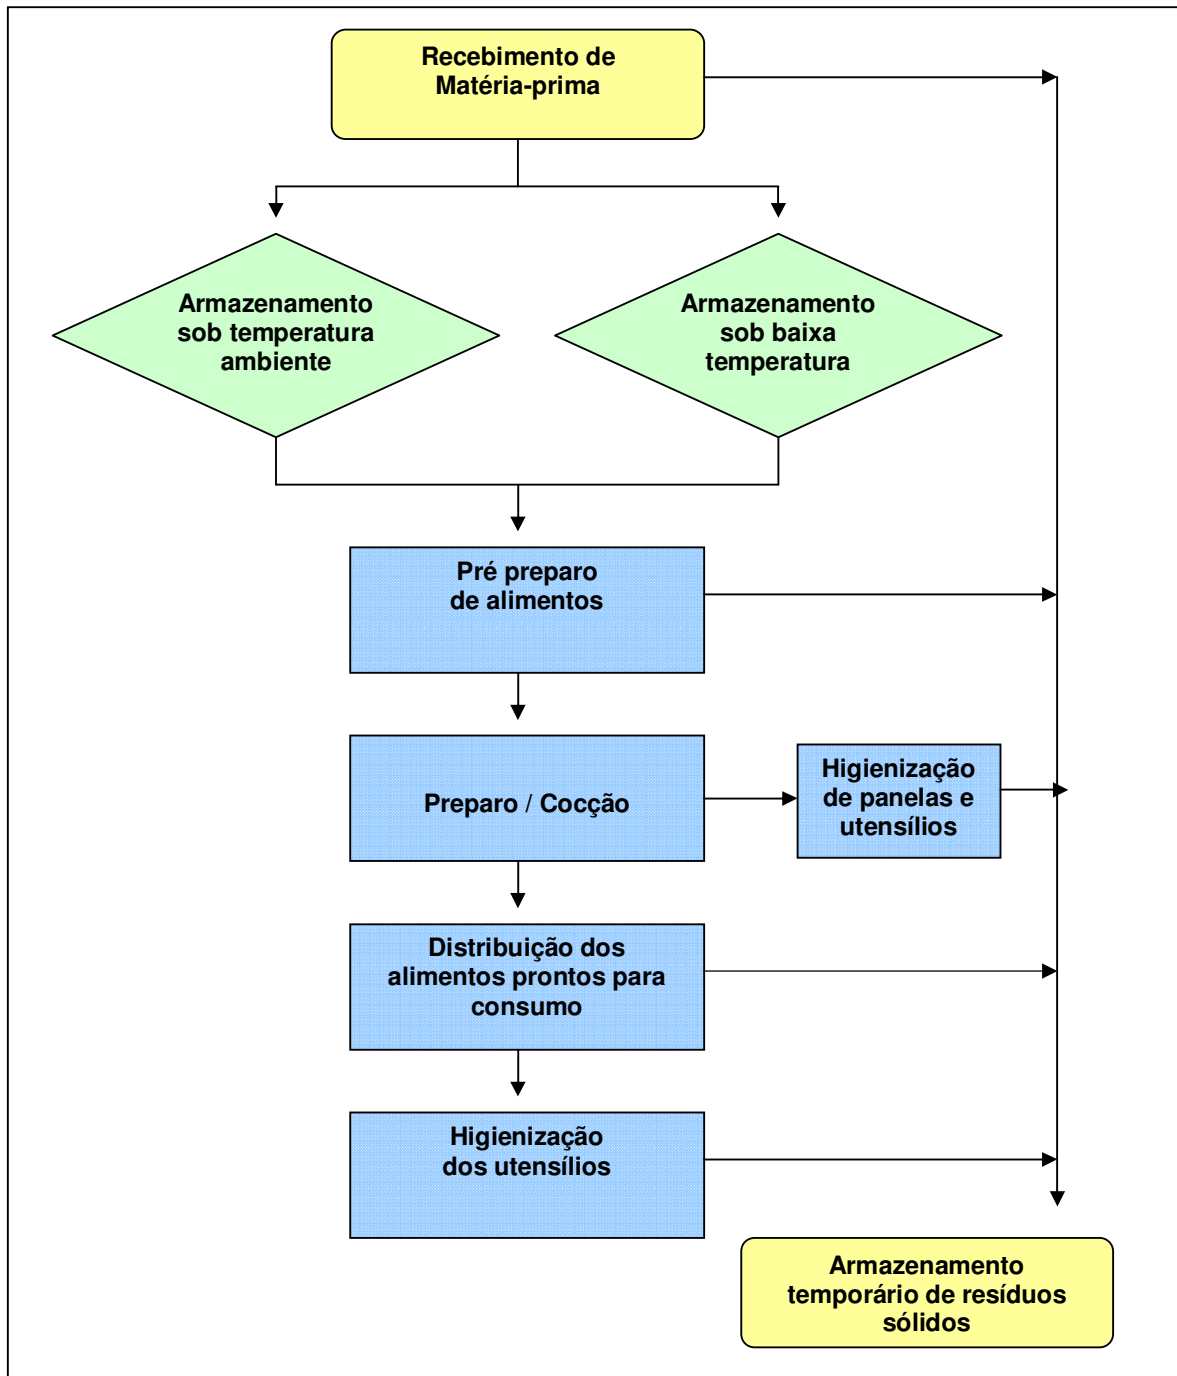 Recebimento de
Matéria-prima
Armazenamento
sob temperatura
ambiente
Armazenamento
sob baixa
temperatura
Pré preparo
de alimentos
Preparo / Cocção
Higienização
de panelas e
utensílios
Distribuição dos
alimentos prontos para
consumo
Higienização
dos utensílios
Armazenamento
temporário de resíduos
sólidos